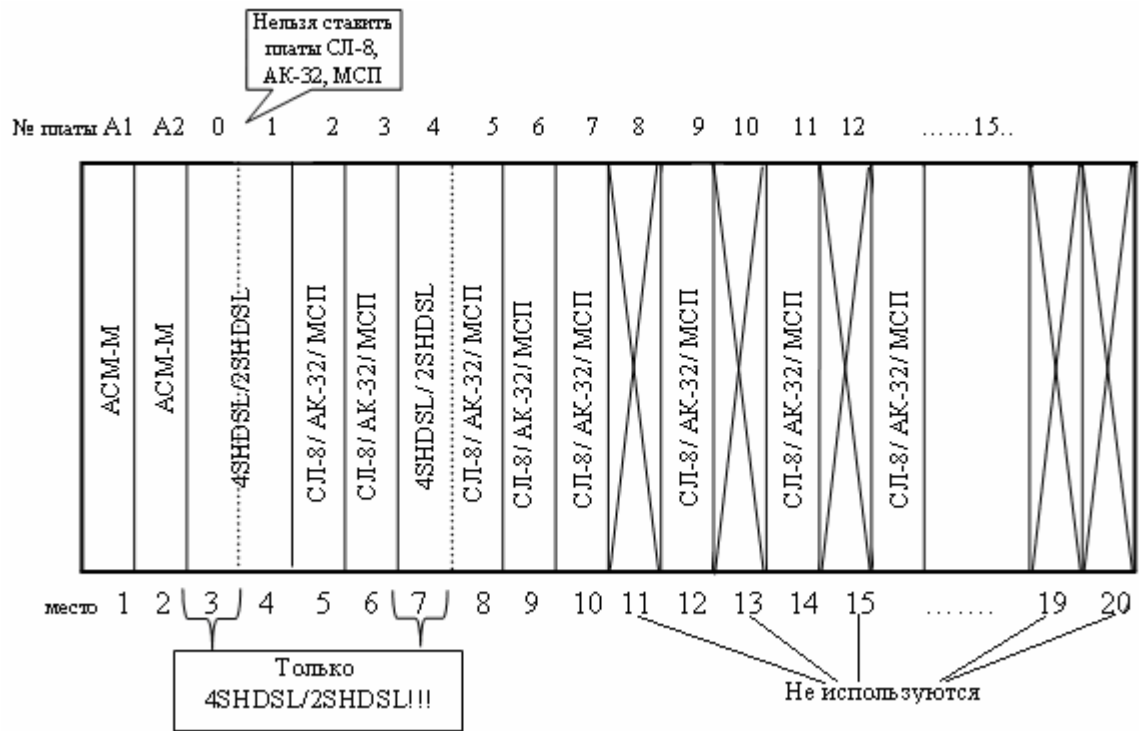 Нельзя ставить
платы СЛ-8,
АК-32, МСП
№ платы А1 А2 0 1 2 3 4 5 6 7 8 9 10 11 12 ......15..
АСМ-М
АСМ-М
4SHDSL/2SHDSL
СЛ-8/ АК-32/ МСП
СЛ-8/ АК-32/ МСП
4SHDSL/ 2SHDSL
СЛ-8/ АК-32/ МСП
СЛ-8/ АК-32/ МСП
СЛ-8/ АК-32/ МСП
СЛ-8/ АК-32/ МСП
СЛ-8/ АК-32/ МСП
СЛ-8/ АК-32/ МСП
место 1 2 3 4 5 6 7 8 9 10 11 12 13 14 15 ....... 19 20
Только
4SHDSL/2SHDSL!!!
Не используются